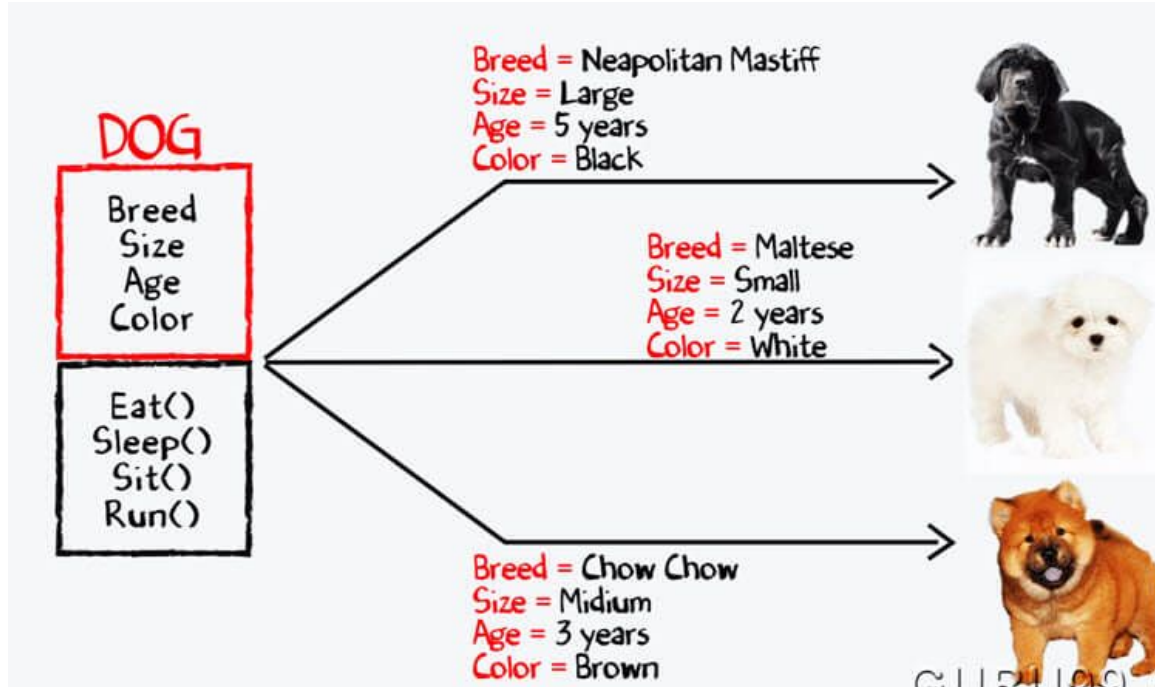 DOG
Breed
Size
Age
Color
Eat()
Sleep()
Sit()
Run()
Breed = Neapolitan Mastiff
Size = Large
Age = 5 years
Color = Black
Breed = Maltese
Size = Small
Age = 2 years
Color = White
Breed = Chow Chow
Size = Midium
Age = 3 years
Color = Brown
GURU99